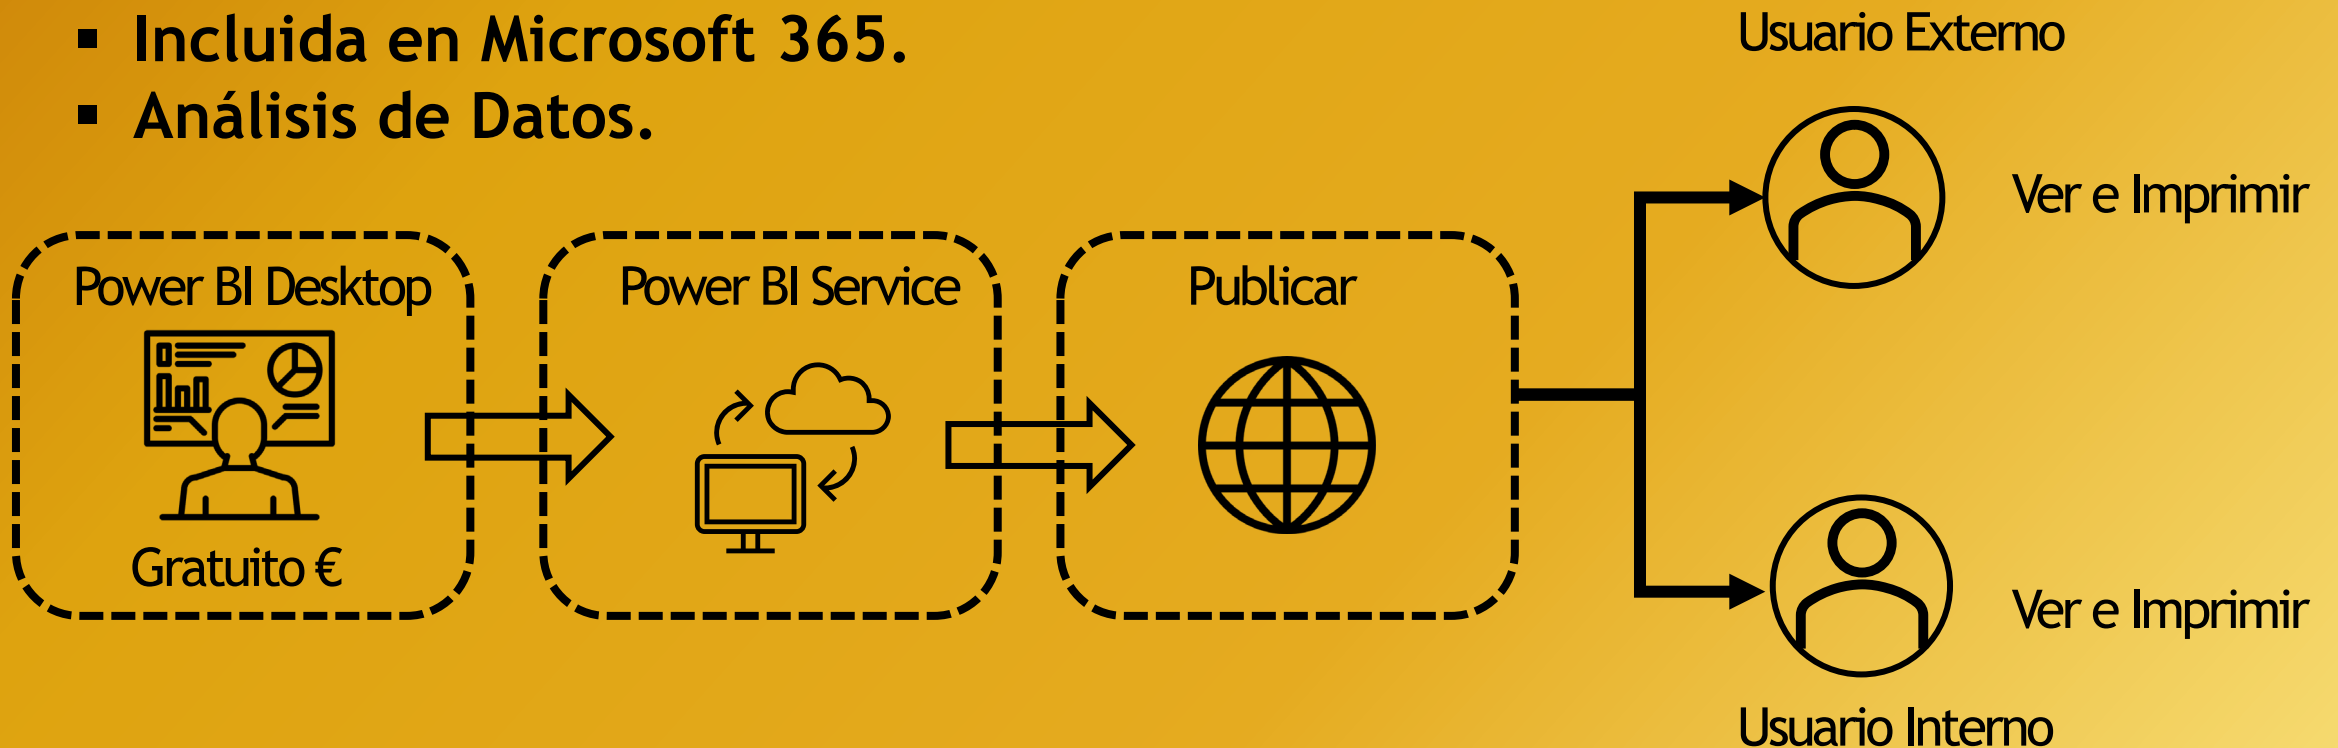 ▪ Incluida en Microsoft 365.
▪ Análisis de Datos.
Power BI Desktop
Gratuito €
Power BI Service
Publicar
Usuario Externo
Ver e Imprimir
Ver e Imprimir
Usuario Interno